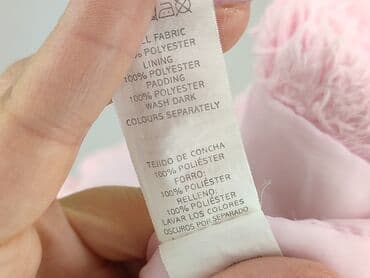 FABRIC
% POLYESTER
LINING
100% POLYESTER
PADDING
100% POLYESTER
WASH DARK
COLOURS SEPARATELY
TEJIDO DE CONCHA
100% POLIÉSTER
FORRO:
100% POLIÉSTER
RELLENO:
100% POLIÉSTER
LAVAR LOS COLORES
OSCUROS POR SEPARADO